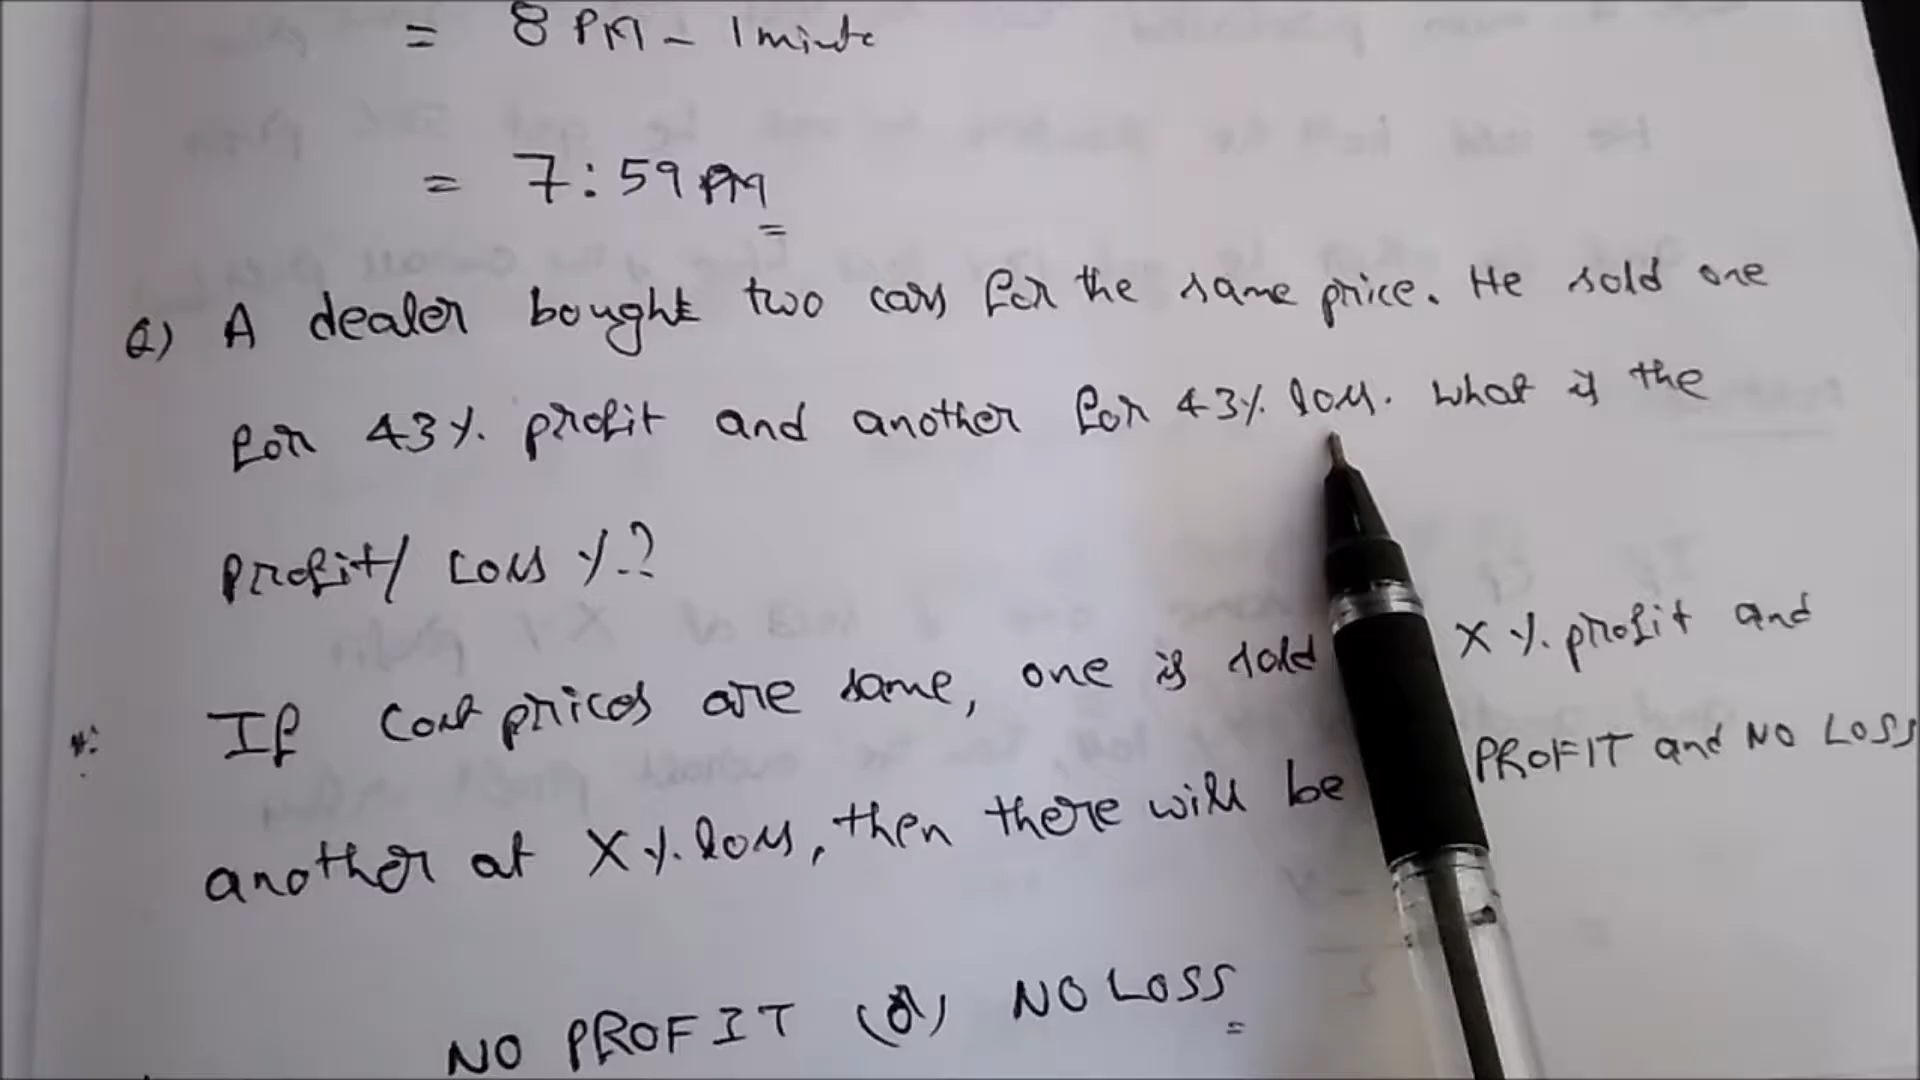 = 8 PM - 1 minute
= 7:59 PM
Q) A dealer bought two cars for the same price. He sold one
for 43% profit and another for 43% loss. What is the
Profit/ Loss %?
If Cost prices are same, one is sold X % profit and
another at X % loss, then there will be PROFIT and NO LOSS
NO PROFIT (or) NO LOSS